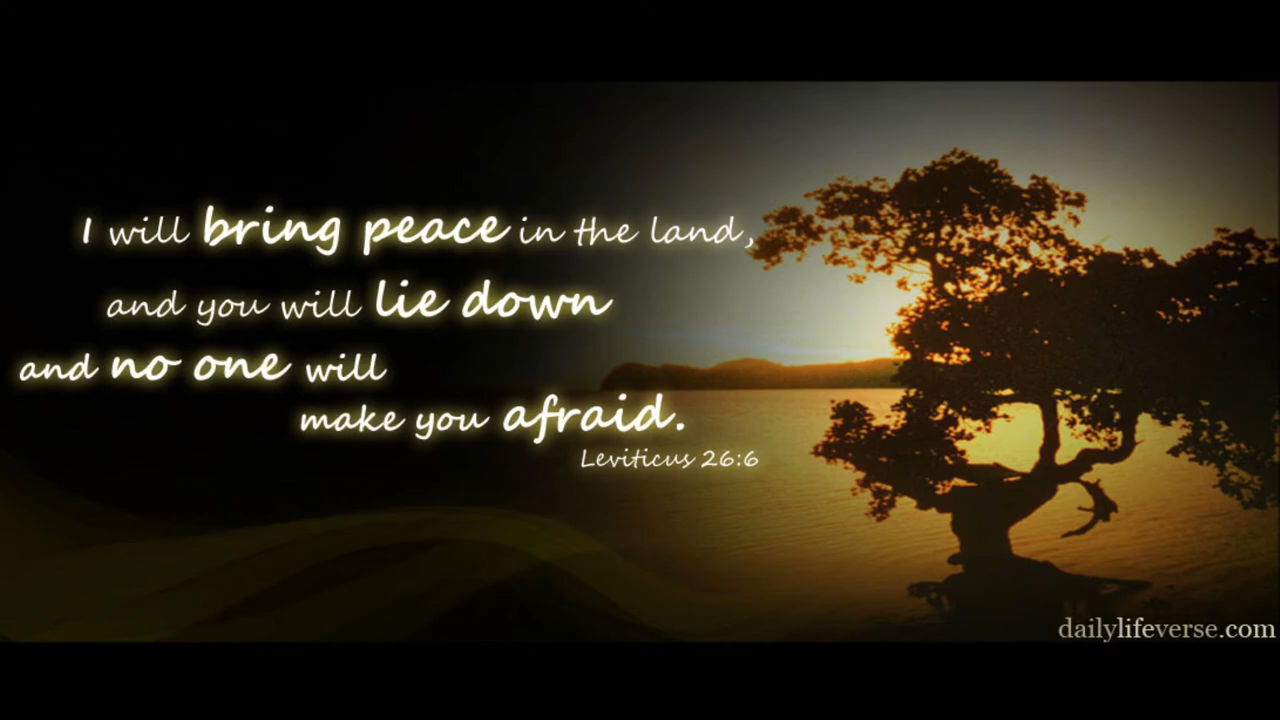 I will bring peace in the land,
and you will lie down
and no one will
make you afraid.
Leviticus 26:6
dailylifeverse.com